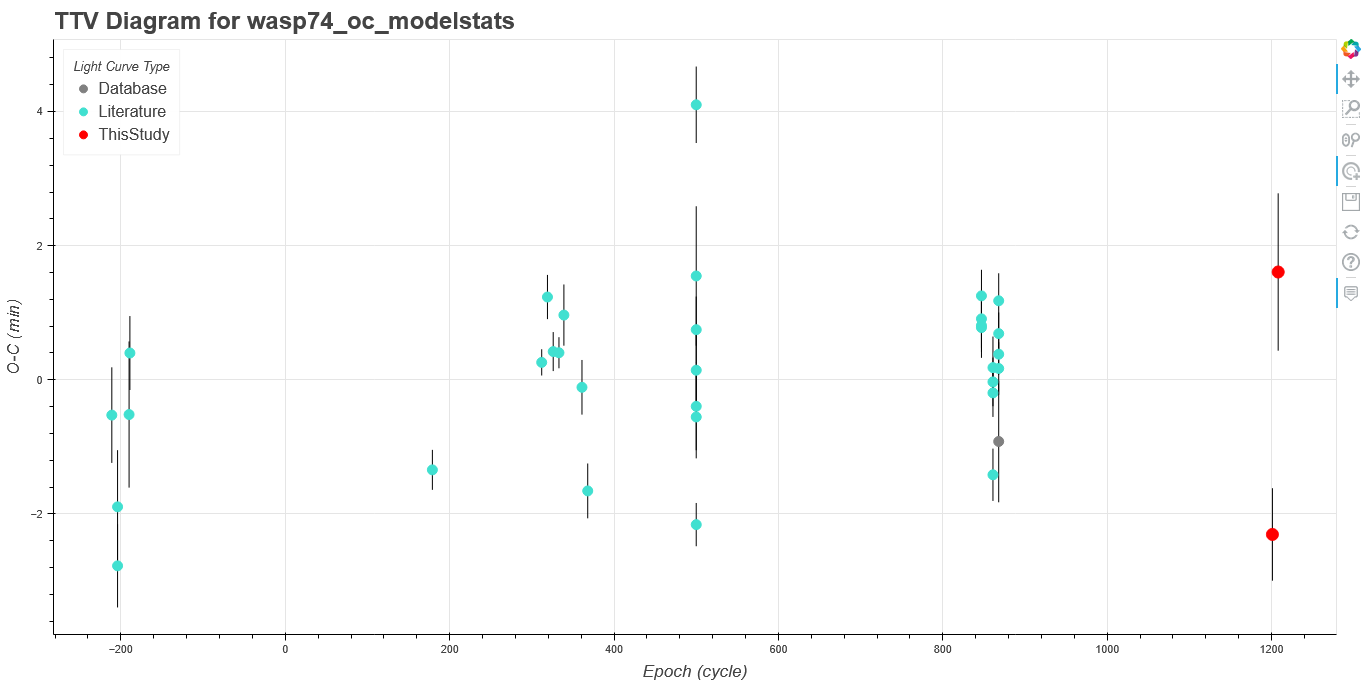 TTV Diagram for wasp74_oc_modelstats
Light Curve Type
Database
Literature
ThisStudy
4
2
0
−2
O-C (min)
−200
0
200
400
600
800
1000
1200
Epoch (cycle)